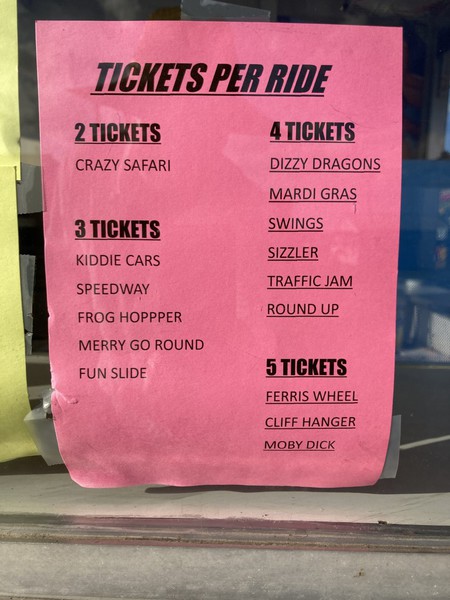 TICKETS PER RIDE
2 TICKETS
CRAZY SAFARI
3 TICKETS
KIDDIE CARS
SPEEDWAY
FROG HOPPPER
MERRY GO ROUND
FUN SLIDE
4 TICKETS
DIZZY DRAGONS
MARDI GRAS
SWINGS
SIZZLER
TRAFFIC JAM
ROUND UP
5 TICKETS
FERRIS WHEEL
CLIFF HANGER
MOBY DICK